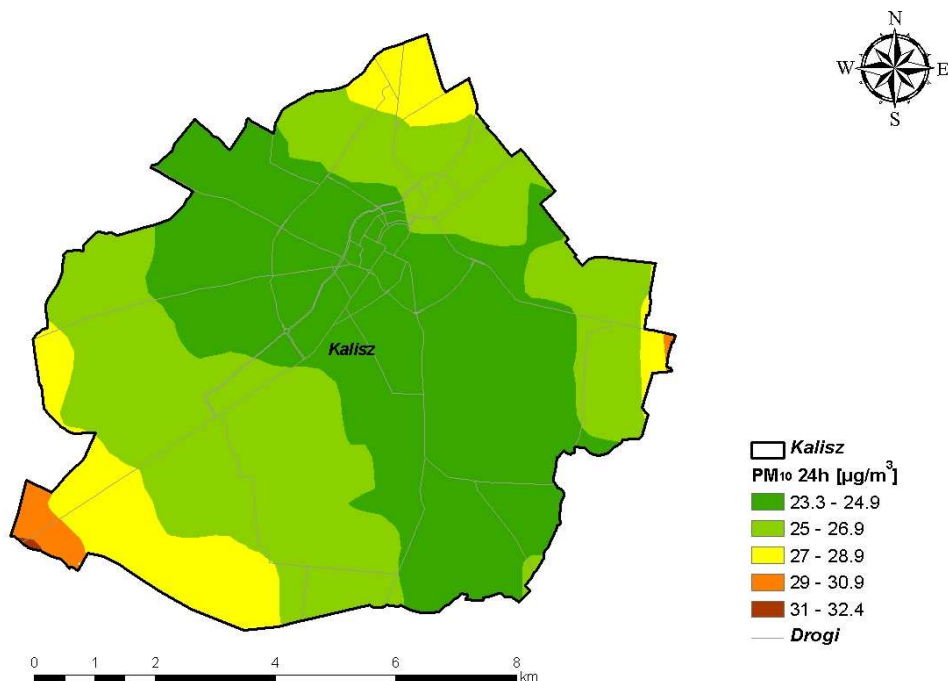 N
W E
S
Kalisz
Kalisz
PM₁₀ 24h [µg/m³]
23.3 - 24.9
25 - 26.9
27 - 28.9
29 - 30.9
31 - 32.4
Drogi
0 1 2 4 6 8
km